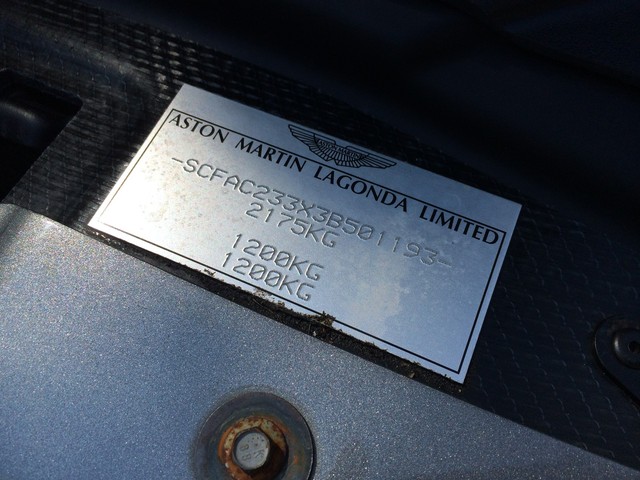 ASTON MARTIN LAGONDA LIMITED
-SCFAC233X3B501193-
2175KG
1200KG
1200KG